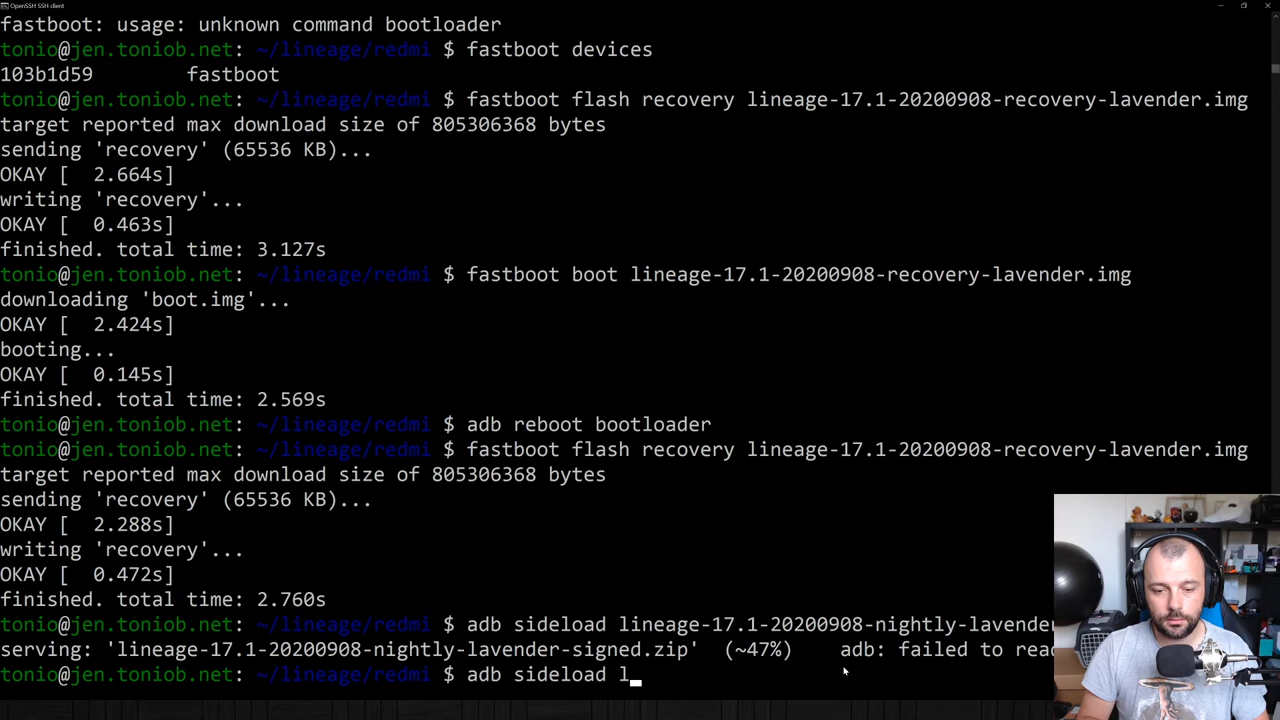 OpenSSH SSH client
fastboot: usage: unknown command bootloader
tonio@jen.toniob.net: ~/lineage/redmi $ fastboot devices
103b1d59        fastboot
tonio@jen.toniob.net: ~/lineage/redmi $ fastboot flash recovery lineage-17.1-20200908-recovery-lavender.img
target reported max download size of 805306368 bytes
sending 'recovery' (65536 KB)...
OKAY [  2.664s]
writing 'recovery'...
OKAY [  0.463s]
finished. total time: 3.127s
tonio@jen.toniob.net: ~/lineage/redmi $ fastboot boot lineage-17.1-20200908-recovery-lavender.img
downloading 'boot.img'...
OKAY [  2.424s]
booting...
OKAY [  0.145s]
finished. total time: 2.569s
tonio@jen.toniob.net: ~/lineage/redmi $ adb reboot bootloader
tonio@jen.toniob.net: ~/lineage/redmi $ fastboot flash recovery lineage-17.1-20200908-recovery-lavender.img
target reported max download size of 805306368 bytes
sending 'recovery' (65536 KB)...
OKAY [  2.288s]
writing 'recovery'...
OKAY [  0.472s]
finished. total time: 2.760s
tonio@jen.toniob.net: ~/lineage/redmi $ adb sideload lineage-17.1-20200908-nightly-lavender
serving: 'lineage-17.1-20200908-nightly-lavender-signed.zip'  (~47%)    adb: failed to rea
tonio@jen.toniob.net: ~/lineage/redmi $ adb sideload l